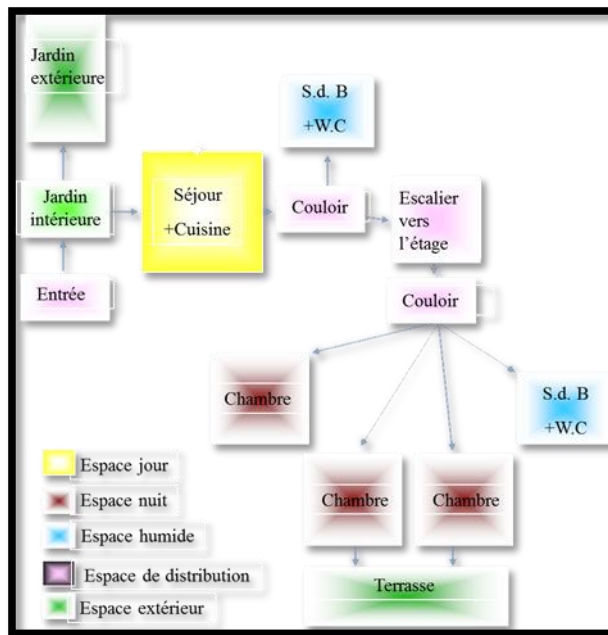 Jardin
extérieure
S.d. B
+W.C
Jardin
intérieure
Séjour
+Cuisine
Couloir
Escalier
vers
l'étage
Entrée
Couloir
Chambre
S.d. B
+W.C
Chambre
Chambre
Terrasse
Espace jour
Espace nuit
Espace humide
Espace de distribution
Espace extérieur